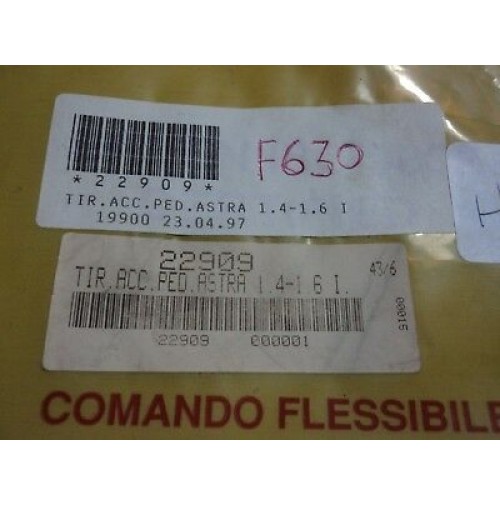 *22909*
F630
TIR.ACC.PED.ASTRA 1.4-1.6 I
19900 23.04.97
22909
TIR.ACC.PED.ASTRA 1.4-1.6 I.
43/6
00016
22909 000001
COMANDO FLESSIBILE